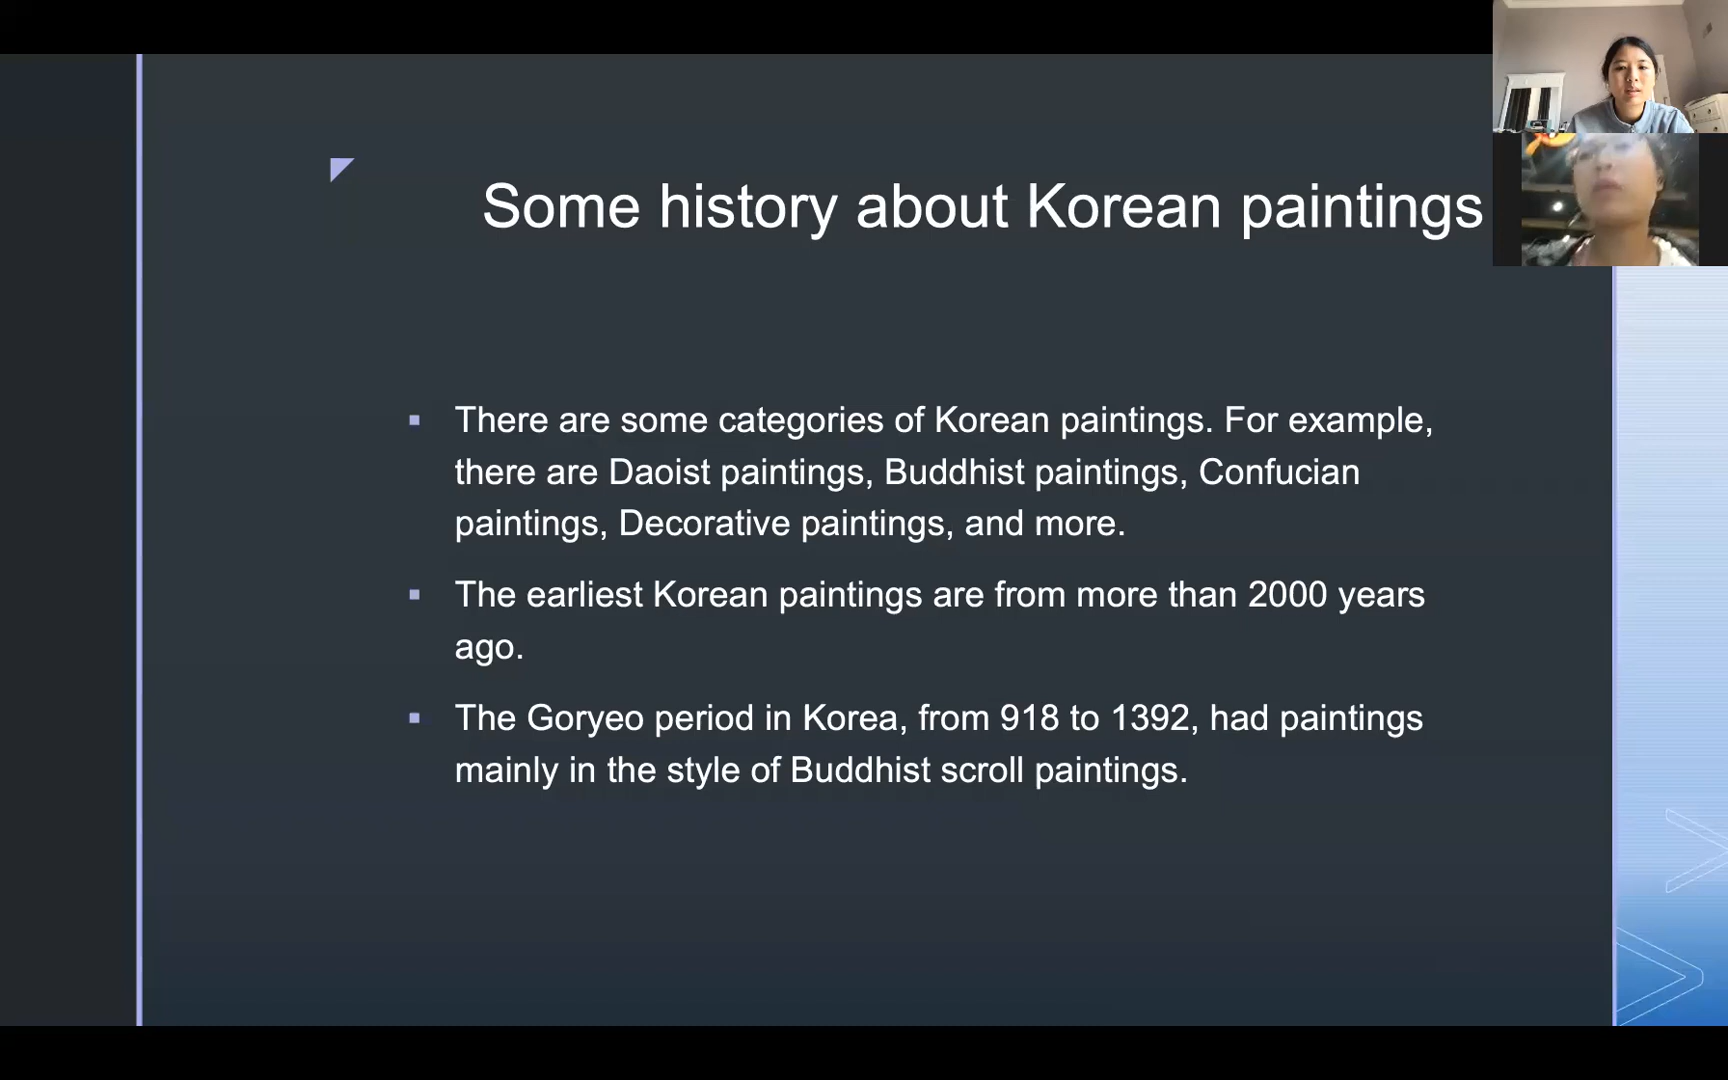 Some history about Korean paintings
There are some categories of Korean paintings. For example,
there are Daoist paintings, Buddhist paintings, Confucian
paintings, Decorative paintings, and more.
The earliest Korean paintings are from more than 2000 years
ago.
The Goryeo period in Korea, from 918 to 1392, had paintings
mainly in the style of Buddhist scroll paintings.